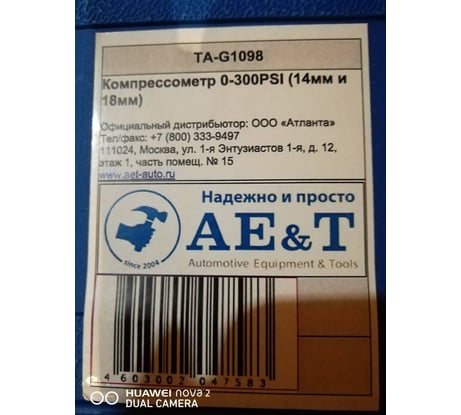 TA-G1098
Компрессометр 0-300PSI (14мм и
18мм)
Официальный дистрибьютор: ООО «Атланта»
Тел/факс: +7 (800) 333-9497
111024, Москва, ул. 1-я Энтузиастов 1-я, д. 12,
этаж 1, часть помещ. № 15
www.aet-auto.ru
Надежно и просто
AE&T
since 2004
Automotive Equipment & Tools
4 603002 047583
HUAWEI nova 2
DUAL CAMERA